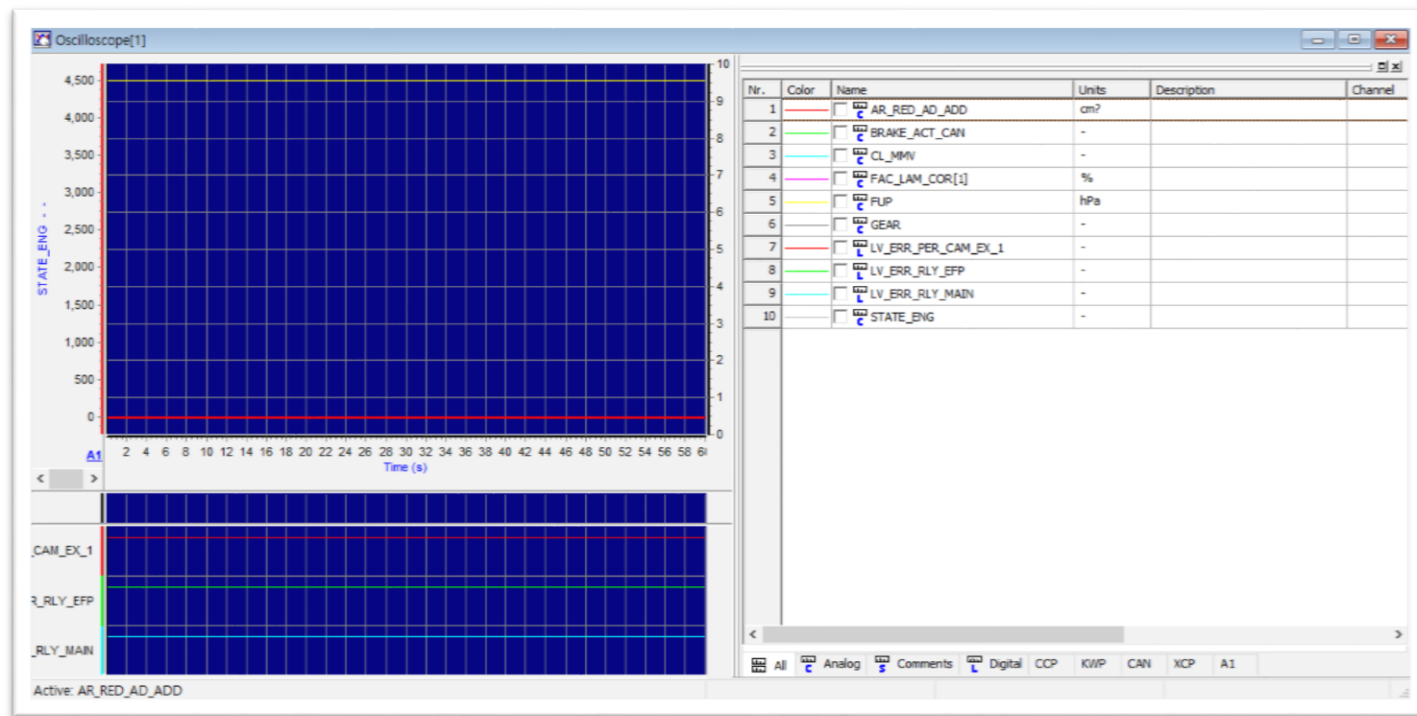 Oscilloscope[1]
4,500
4,000
3,500
3,000
2,500
2,000
1,500
1,000
500
0
STATE_ENG - -
10
9
8
7
6
5
4
3
2
1
0
2 4 6 8 10 12 14 16 18 20 22 24 26 28 30 32 34 36 38 40 42 44 46 48 50 52 54 56 58
Time (s)
A1
_CAM_EX_1
R_RLY_EFP
_RLY_MAIN
Nr. Color Name Units Description Channel
1 C AR_RED_AD_ADD cm?
2 C BRAKE_ACT_CAN -
3 C CL_MMV -
4 C FAC_LAM_COR[1] %
5 C FUP hPa
6 C GEAR -
7 L LV_ERR_PER_CAM_EX_1 -
8 L LV_ERR_RLY_EFP -
9 L LV_ERR_RLY_MAIN -
10 C STATE_ENG -
All C Analog S Comments L Digital CCP KWP CAN XCP A1
Active: AR_RED_AD_ADD